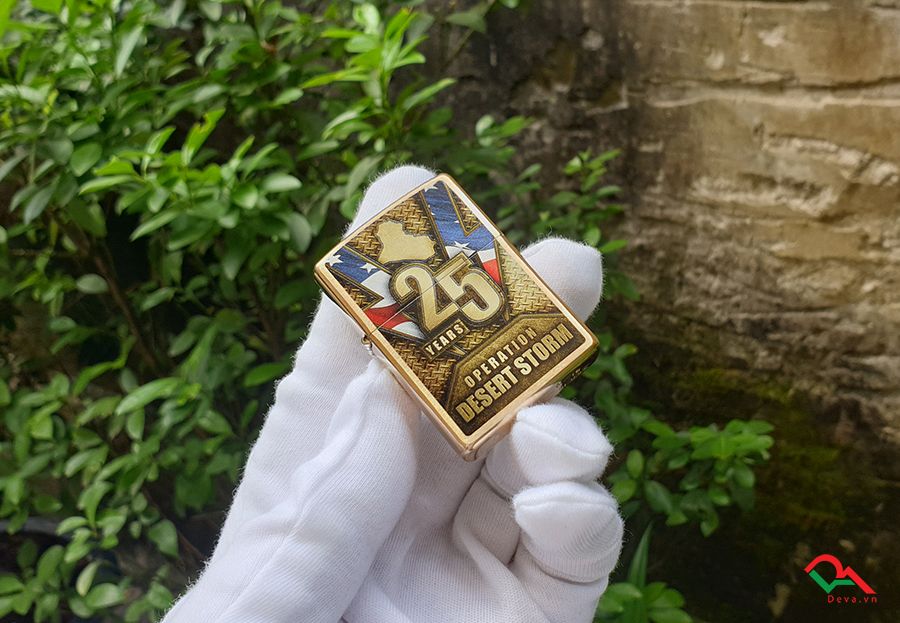 25
YEARS
OPERATION
DESERT STORM
Deva.vn